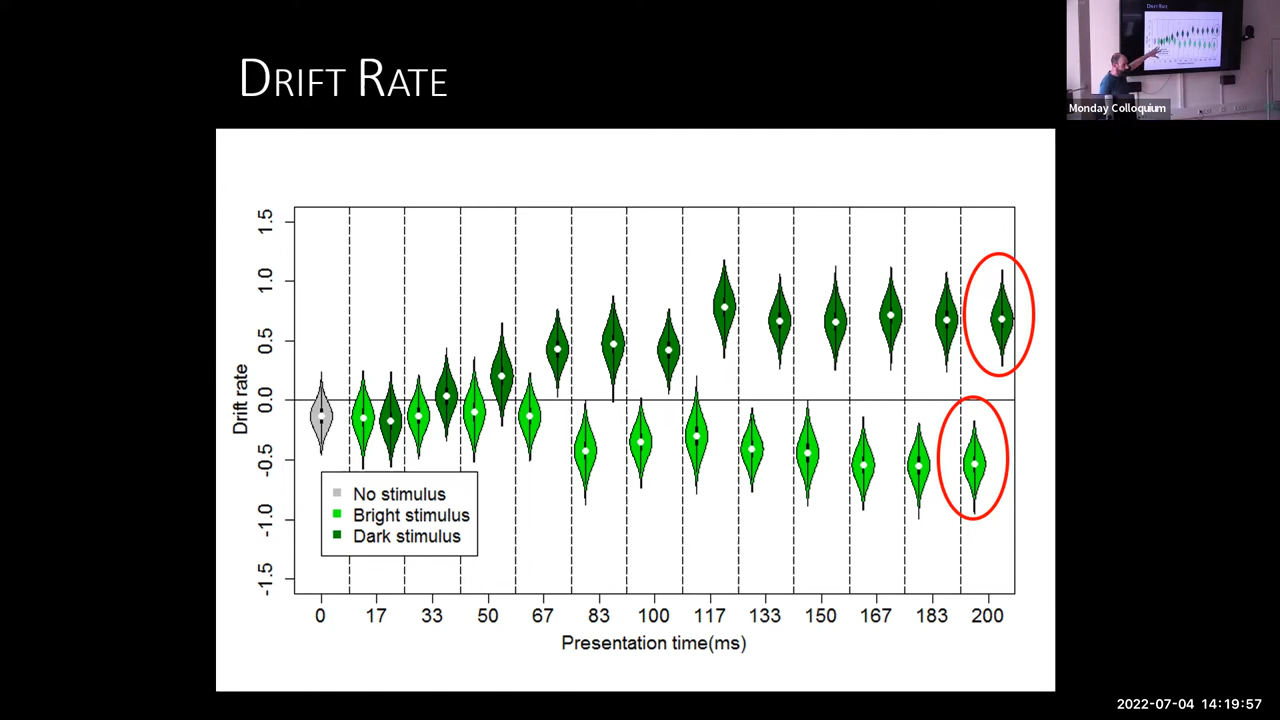 DRIFT RATE
Drift Rate
Monday Colloquium
1.5
1.0
0.5
0.0
-0.5
-1.0
-1.5
Drift rate
No stimulus
Bright stimulus
Dark stimulus
0 17 33 50 67 83 100 117 133 150 167 183 200
Presentation time(ms)
2022-07-04 14:19:57